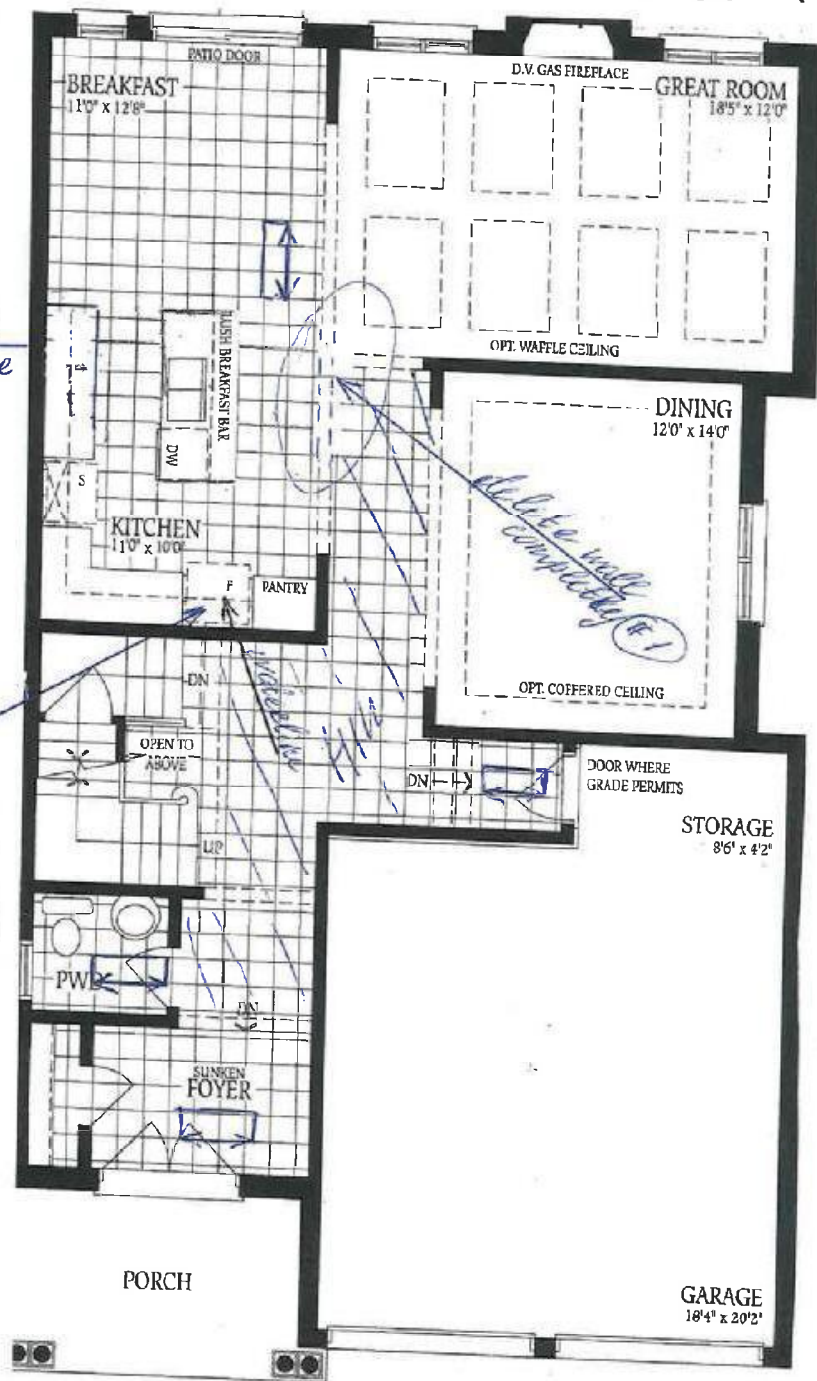 PATIO DOOR
BREAKFAST
11'0" x 12'8"
D.V. GAS FIREPLACE
GREAT ROOM
18'5" x 12'0"
OPT. WAFFLE CEILING
FLUSH BREAKFAST BAR
DW
S
KITCHEN
11'0" x 10'0"
F
PANTRY
DINING
12'0" x 14'0"
delete wall
completley #1
OPT. COFFERED CEILING
DN
OPEN TO
ABOVE
waterline
H/W
DN
DOOR WHERE
GRADE PERMITS
STORAGE
8'6" x 4'2"
UP
PWD
DN
SUNKEN
FOYER
PORCH
GARAGE
18'4" x 20'2"